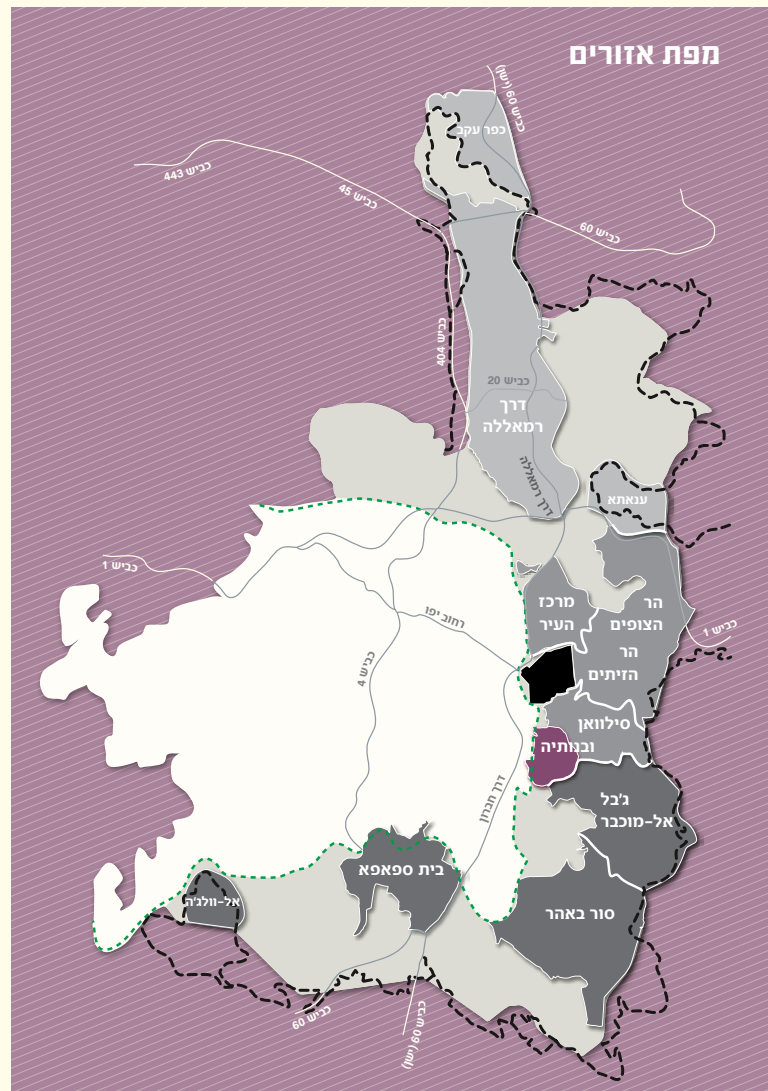 מפת אזורים
כביש 60 (ישן)
כפר עקב
כביש 443
כביש 45
כביש 60
כביש 404
כביש 20
דרך
רמאללה
דרך רמאללה
ענאתא
כביש 1
מרכז
העיר
הר
הצופים
כביש 1
רחוב יפו
הר
הזיתים
כביש 4
סילוואן
ובנותיה
דרך חברון
ג'בל
אל-מוכבר
בית ספאפא
אל-וולג'ה
סור באהר
כביש 60
כביש 60 (ישן)